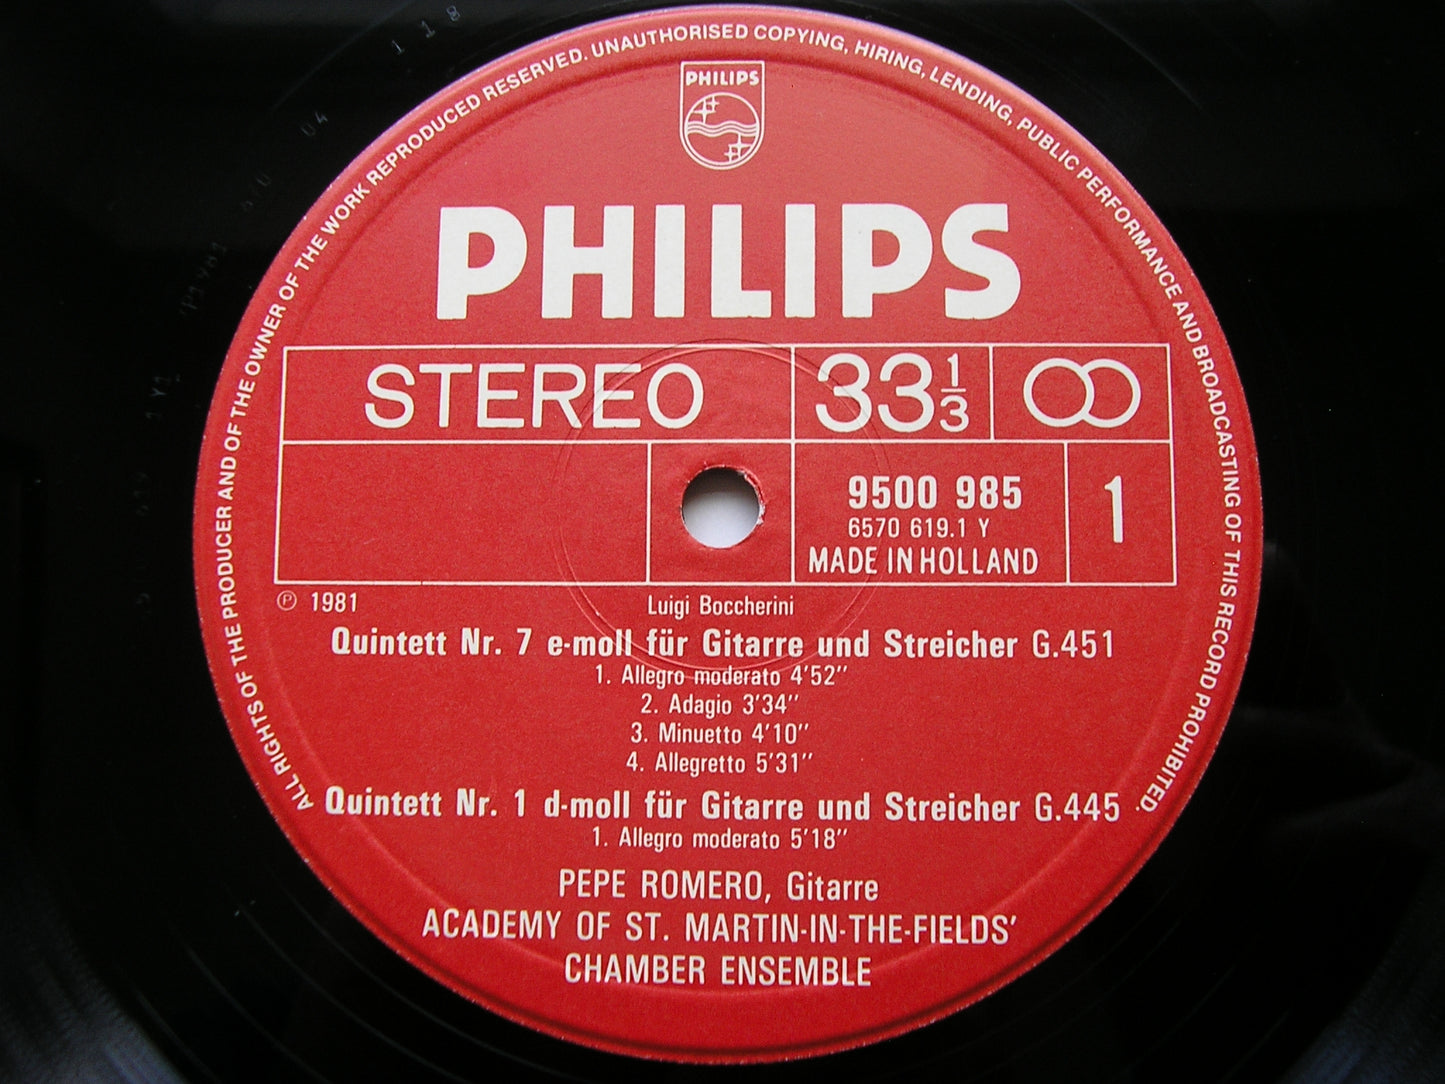 ALL RIGHTS OF THE PRODUCER AND OF THE OWNER OF THE WORK REPRODUCED RESERVED. UNAUTHORISED COPYING, HIRING, LENDING, PUBLIC PERFORMANCE AND BROADCASTING OF THIS RECORD PROHIBITED.
PHILIPS
PHILIPS
STEREO 33 1/3
9500 985 1
6570 619.1 Y
MADE IN HOLLAND
℗ 1981 Luigi Boccherini
Quintett Nr. 7 e-moll für Gitarre und Streicher G.451
1. Allegro moderato 4'52''
2. Adagio 3'34''
3. Minuetto 4'10''
4. Allegretto 5'31''
Quintett Nr. 1 d-moll für Gitarre und Streicher G.445
1. Allegro moderato 5'18''
PEPE ROMERO, Gitarre
ACADEMY OF ST. MARTIN-IN-THE-FIELDS'
CHAMBER ENSEMBLE